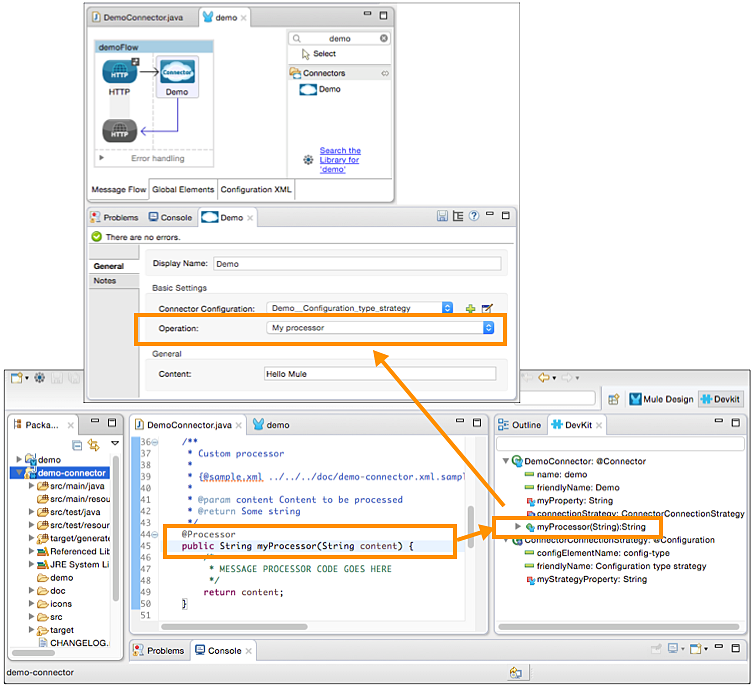 DemoConnector.java
demo
demoFlow
HTTP
Connector
HTTP
Demo
HTTP
Error handling
demo
Select
Connectors
Demo
Search the
Library for
'demo'
Message Flow
Global Elements
Configuration XML
Problems
Console
Demo
There are no errors.
General
Notes
Display Name:
Demo
Basic Settings
Connector Configuration:
Demo__Configuration_type_strategy
Operation:
My processor
General
Content:
Hello Mule
Mule Design
Devkit
Packa..
demo
demo-connector
src/main/java
src/main/resou
src/test/java
src/test/resour
target/generate
Referenced Lib
JRE System Li
demo
doc
icons
src
target
CHANGELOG.
DemoConnector.java
demo
36 /**
37 * Custom processor
38 *
39 * {@sample.xml ../../../doc/demo-connector.xml.sampl
40 *
41 * @param content Content to be processed
42 * @return Some string
43 */
44 @Processor
45 public String myProcessor(String content) {
46 /*
47 * MESSAGE PROCESSOR CODE GOES HERE
48 */
49 return content;
50 }
51
Outline
DevKit
DemoConnector: @Connector
name: demo
friendlyName: Demo
myProperty: String
connectionStrategy: ConnectorConnectionStrategy
myProcessor(String):String
ConnectorConnectionStrategy: @Configuration
configElementName: config-type
friendlyName: Configuration type strategy
myStrategyProperty: String
Problems
Console
demo-connector